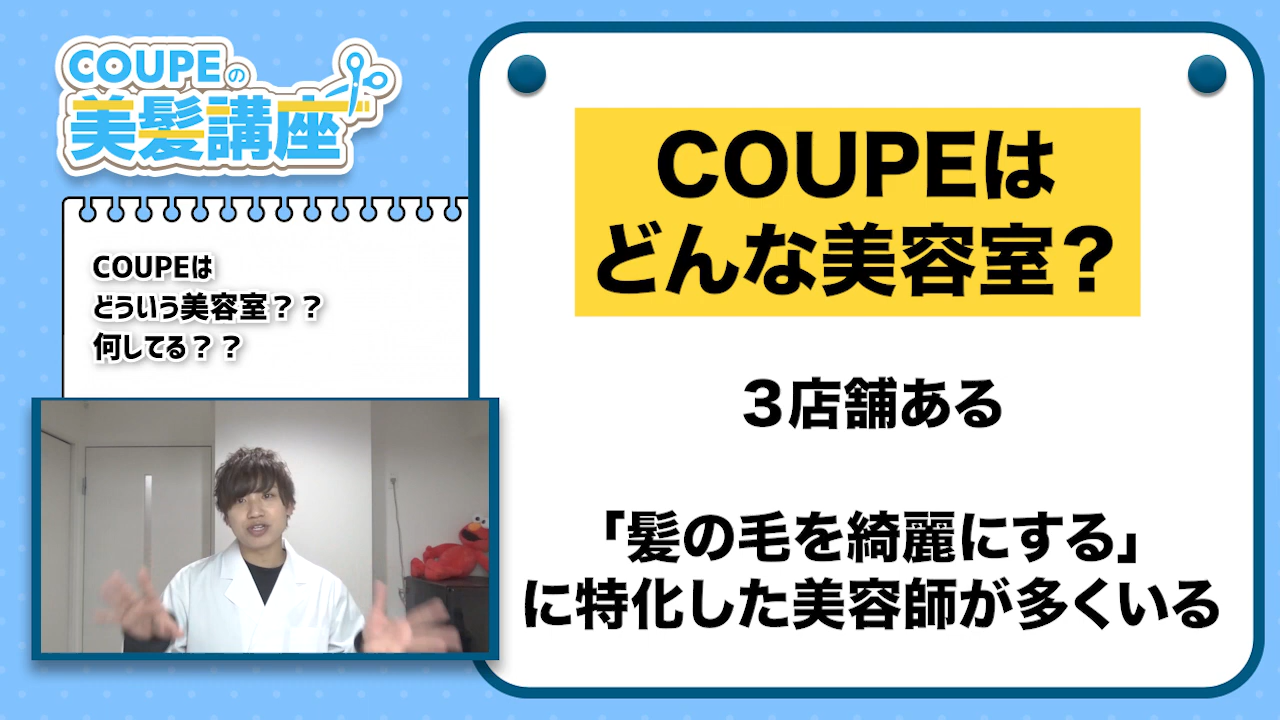 COUPEの
美髪講座
COUPEは
どういう美容室？？
何してる？？
COUPEは
どんな美容室？
３店舗ある
「髪の毛を綺麗にする」
に特化した美容師が多くいる